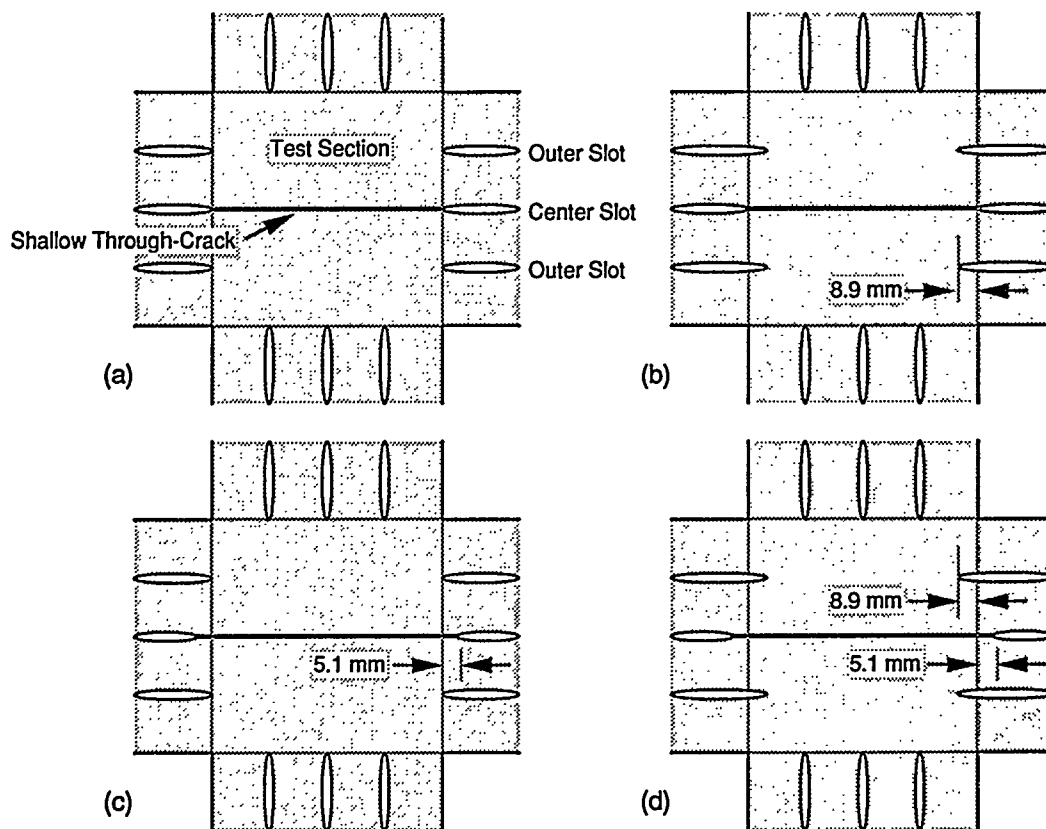 Test Section
Outer Slot
Center Slot
Shallow Through-Crack
Outer Slot
(a)
8.9 mm
(b)
5.1 mm
(c)
8.9 mm
5.1 mm
(d)